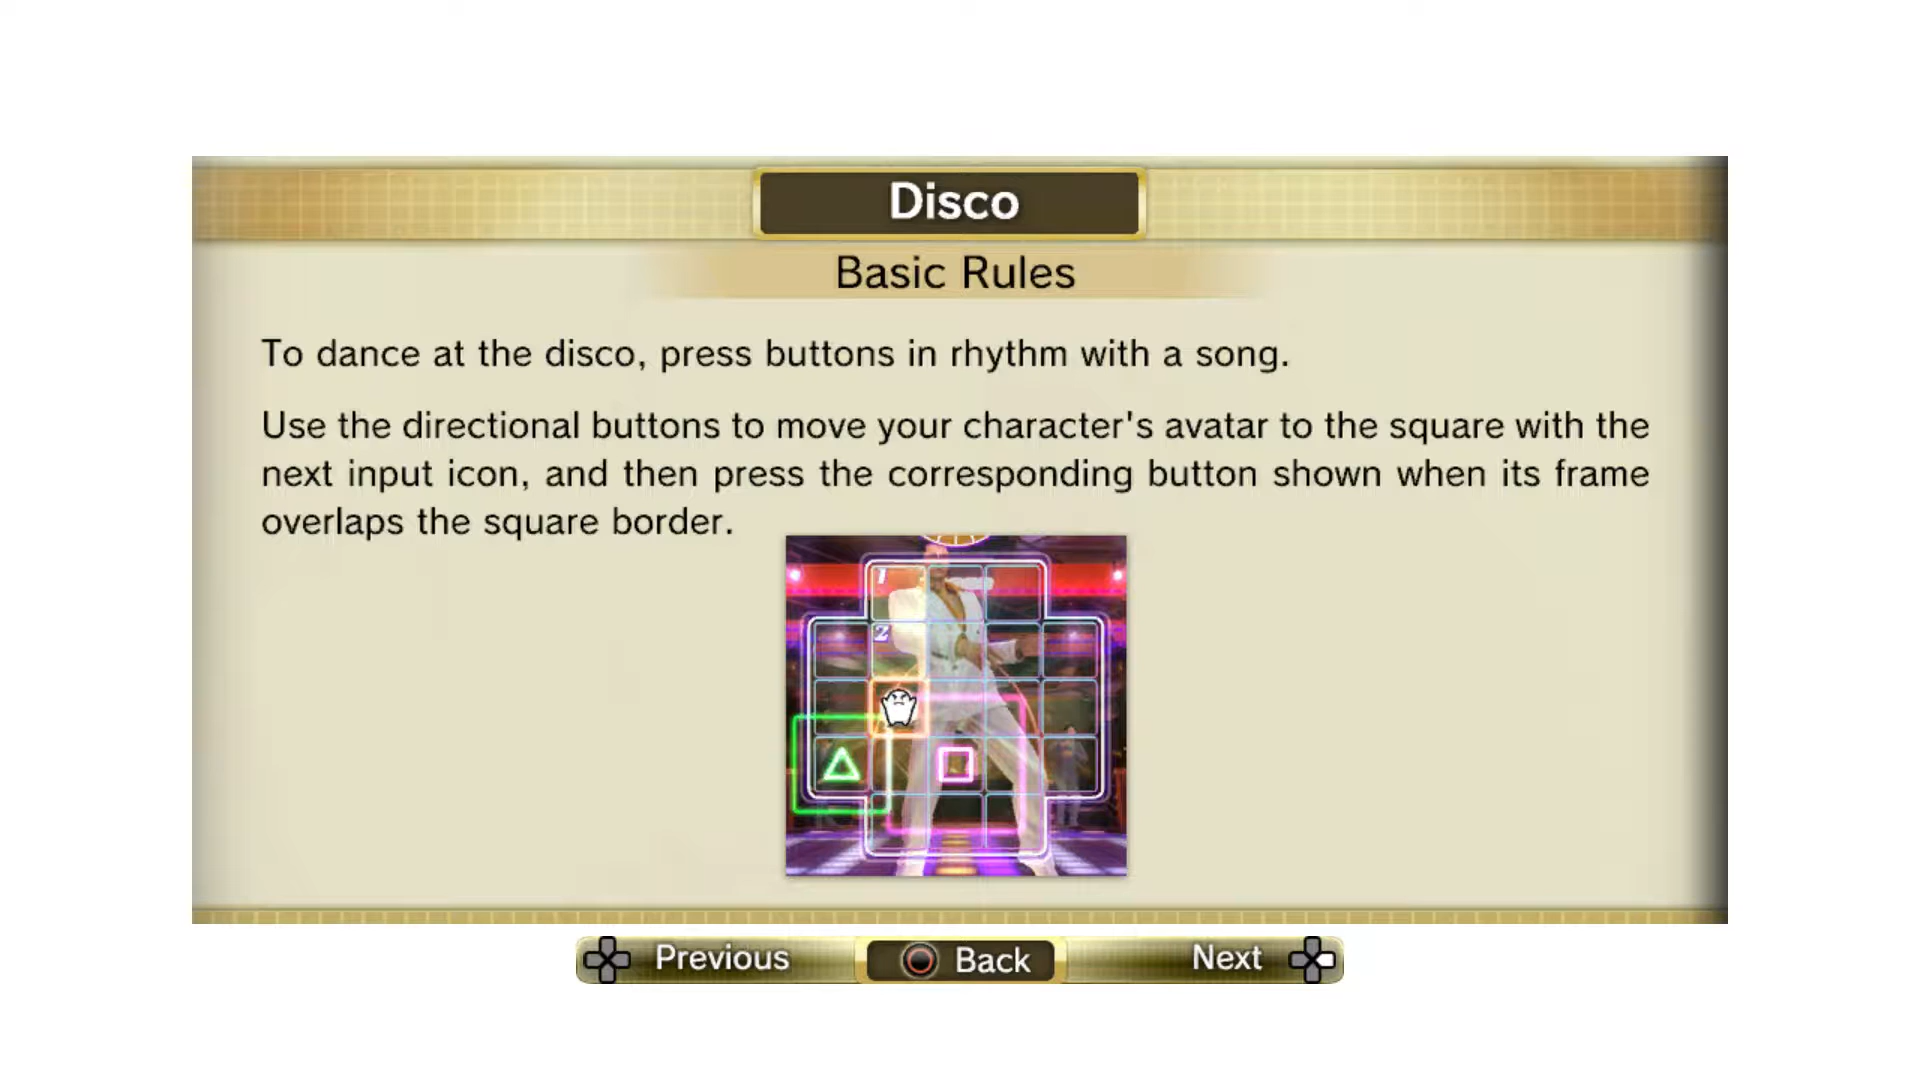 Disco
Basic Rules
To dance at the disco, press buttons in rhythm with a song.
Use the directional buttons to move your character's avatar to the square with the
next input icon, and then press the corresponding button shown when its frame
overlaps the square border.
1
2
Previous
Back
Next